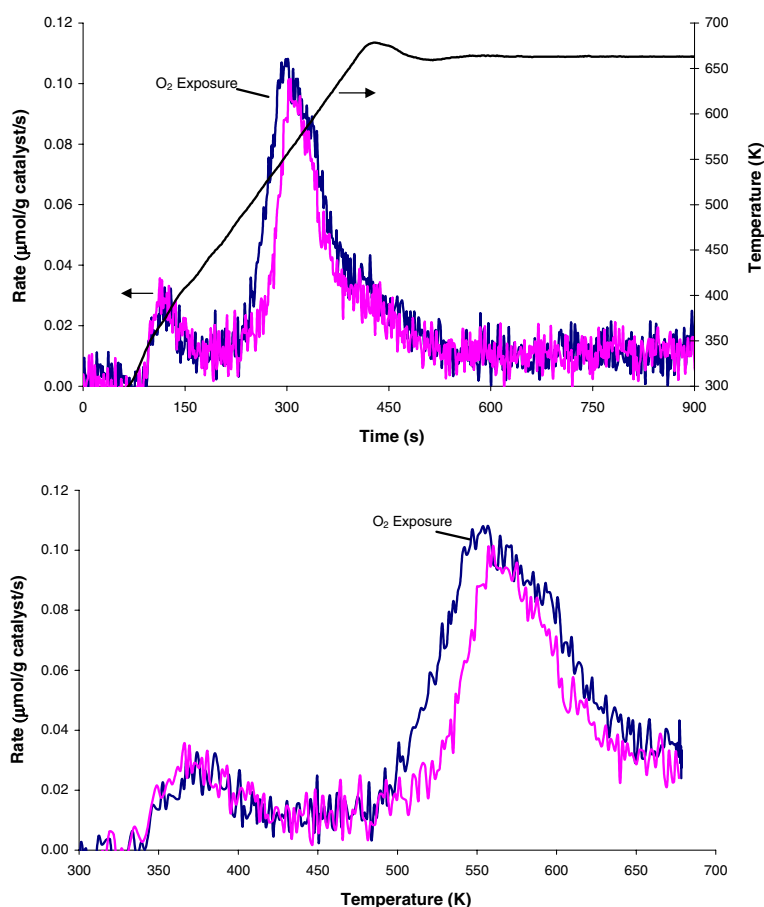 0.12
0.10
0.08
0.06
0.04
0.02
0.00
Rate (μmol/g catalyst/s)
O2 Exposure
700
650
600
550
500
450
400
350
300
Temperature (K)
0 150 300 450 600 750 900
Time (s)
0.12
0.10
0.08
0.06
0.04
0.02
0.00
Rate (μmol/g catalyst/s)
O2 Exposure
300 350 400 450 500 550 600 650 700
Temperature (K)